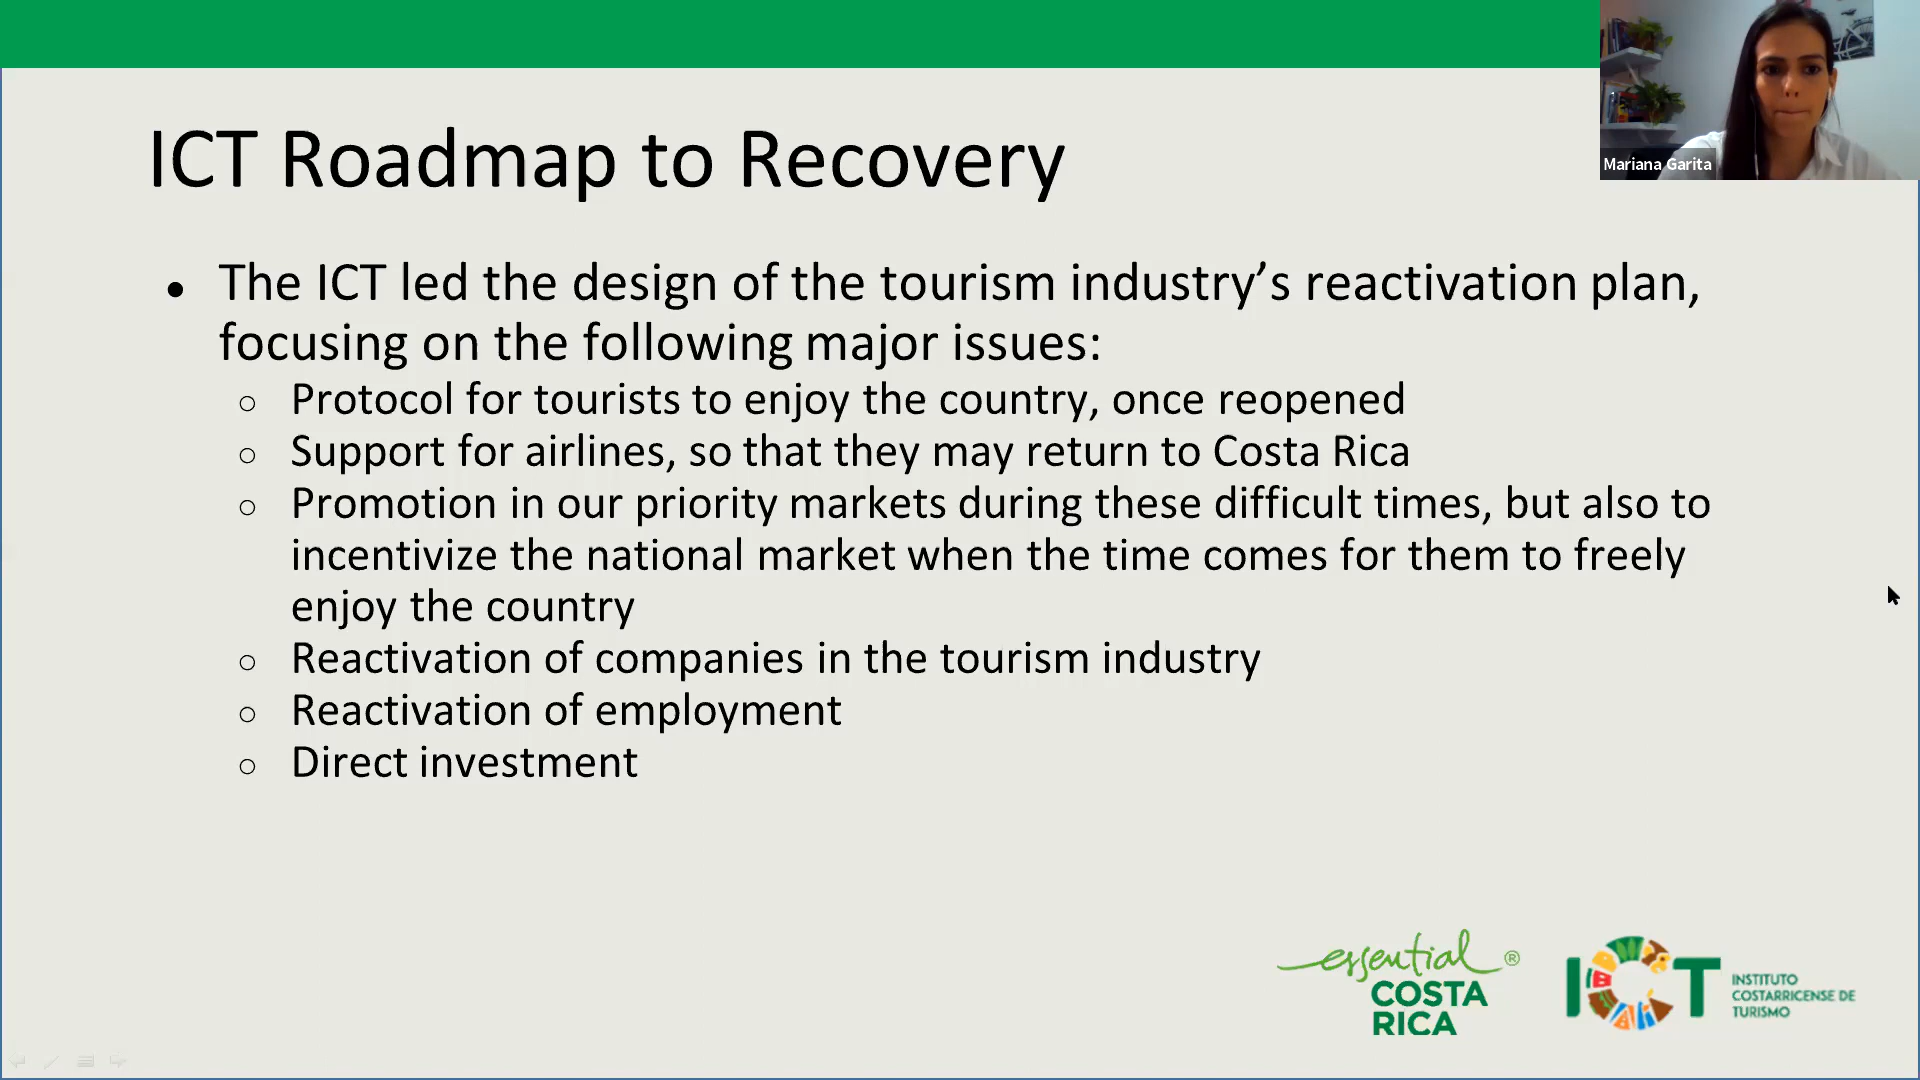 Mariana Garita
ICT Roadmap to Recovery
● The ICT led the design of the tourism industry’s reactivation plan,
focusing on the following major issues:
○ Protocol for tourists to enjoy the country, once reopened
○ Support for airlines, so that they may return to Costa Rica
○ Promotion in our priority markets during these difficult times, but also to
incentivize the national market when the time comes for them to freely
enjoy the country
○ Reactivation of companies in the tourism industry
○ Reactivation of employment
○ Direct investment
essential ®
COSTA
RICA
ICT
INSTITUTO
COSTARRICENSE DE
TURISMO